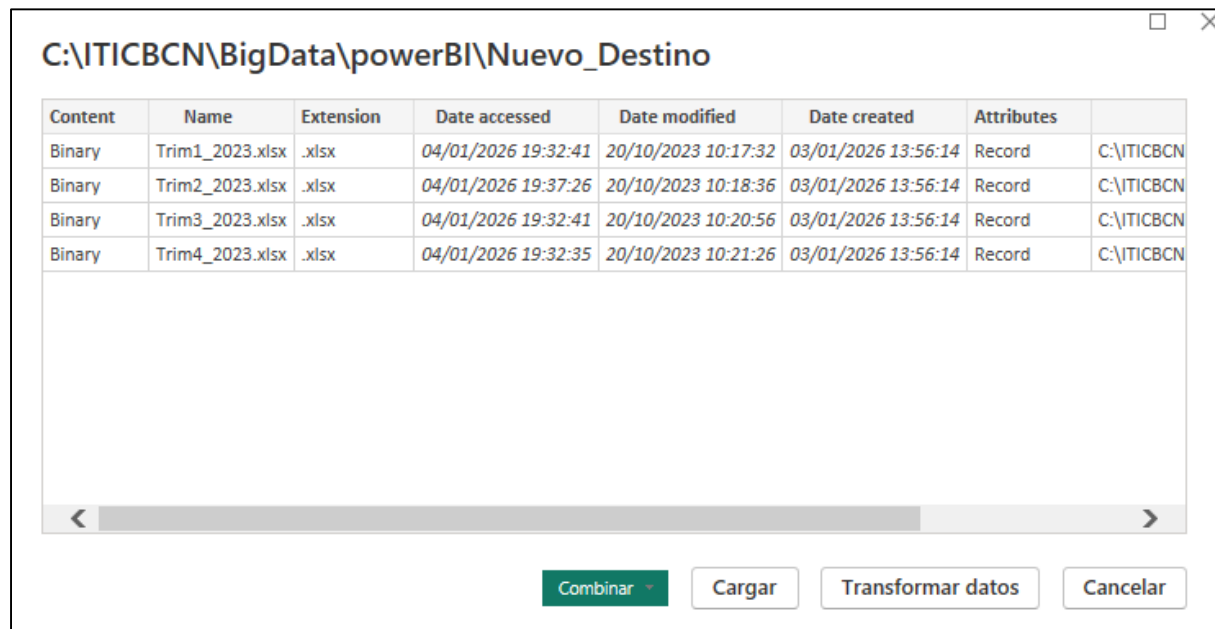 C:\ITICBCN\BigData\powerBI\Nuevo_Destino
Content Name Extension Date accessed Date modified Date created Attributes
Binary Trim1_2023.xlsx .xlsx 04/01/2026 19:32:41 20/10/2023 10:17:32 03/01/2026 13:56:14 Record C:\ITICBCN
Binary Trim2_2023.xlsx .xlsx 04/01/2026 19:37:26 20/10/2023 10:18:36 03/01/2026 13:56:14 Record C:\ITICBCN
Binary Trim3_2023.xlsx .xlsx 04/01/2026 19:32:41 20/10/2023 10:20:56 03/01/2026 13:56:14 Record C:\ITICBCN
Binary Trim4_2023.xlsx .xlsx 04/01/2026 19:32:35 20/10/2023 10:21:26 03/01/2026 13:56:14 Record C:\ITICBCN
Combinar Cargar Transformar datos Cancelar